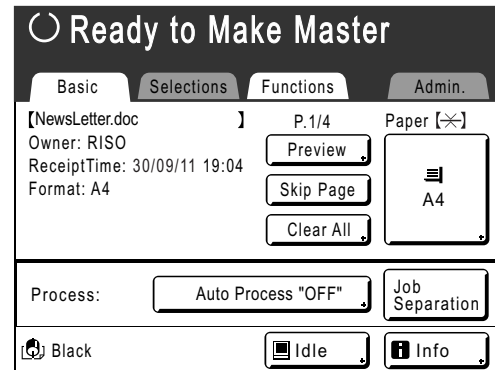 Ready to Make Master
Basic Selections Functions Admin.
【NewsLetter.doc 】 P.1/4 Paper【】
Owner: RISO Preview
ReceiptTime: 30/09/11 19:04
Format: A4 Skip Page A4
Clear All
Process: Auto Process "OFF" Job Separation
Black Idle Info